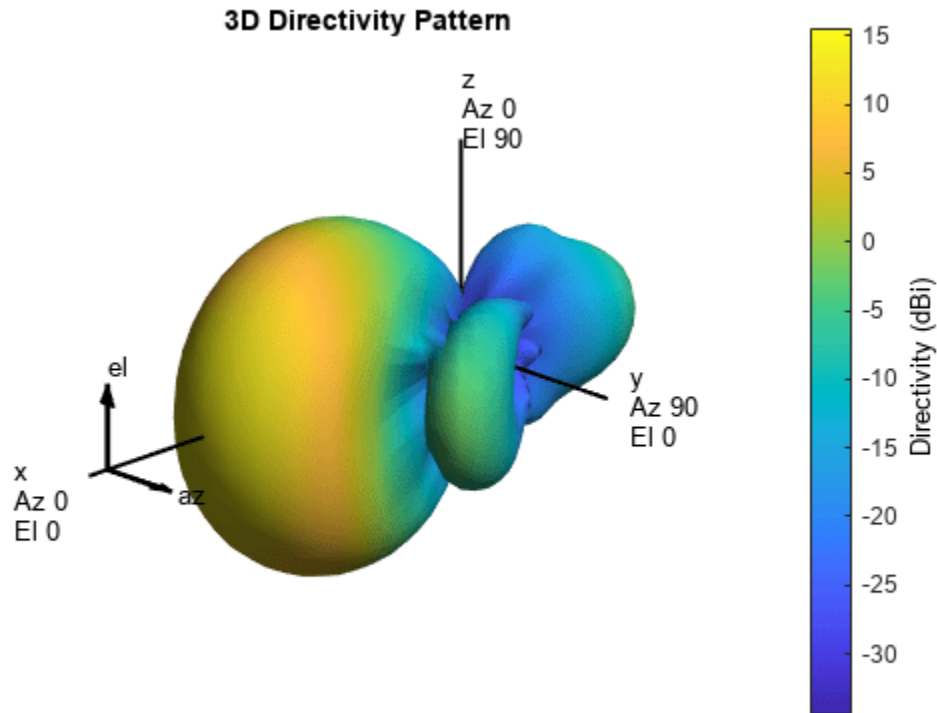 3D Directivity Pattern
z
Az 0
El 90
el
x
Az 0
El 0
az
y
Az 90
El 0
15
10
5
0
-5
-10
-15
-20
-25
-30
Directivity (dBi)